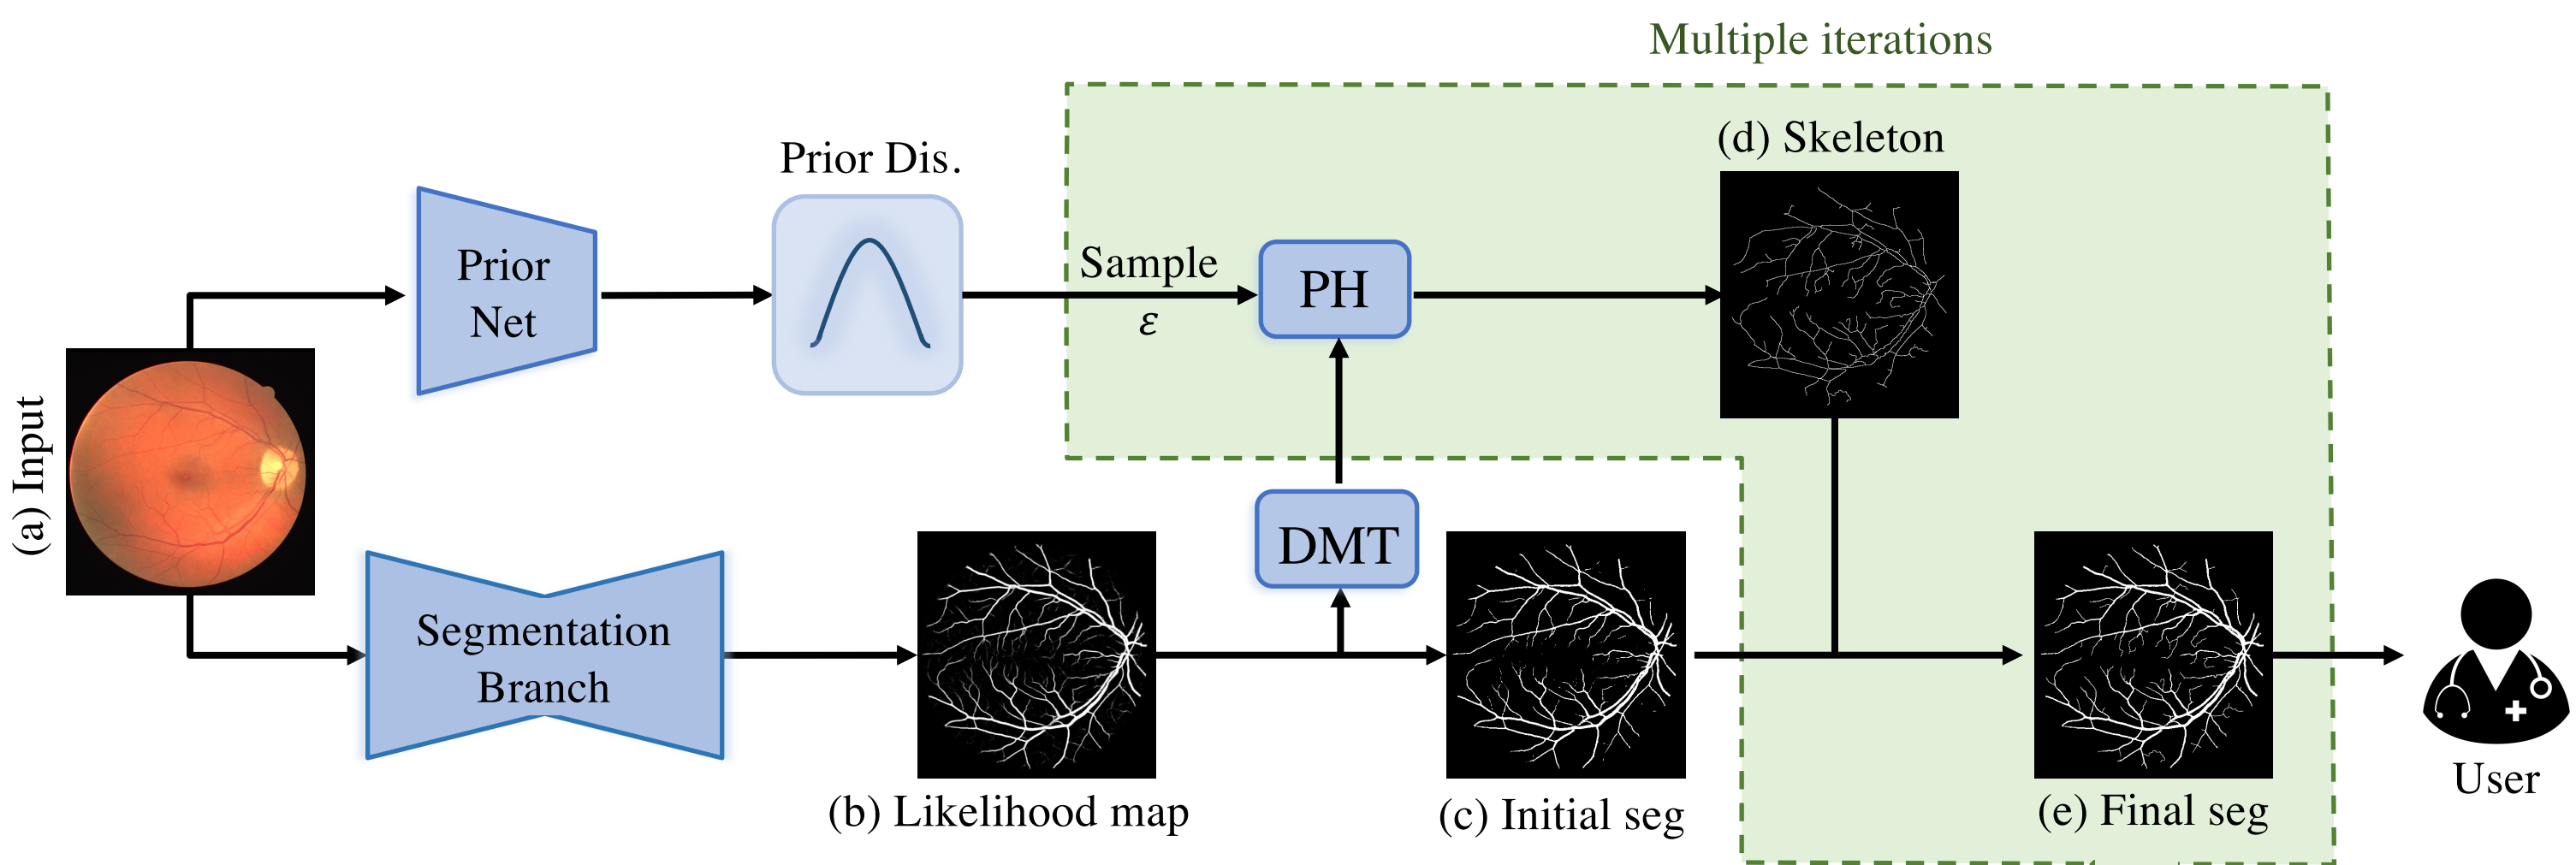 Multiple iterations
(d) Skeleton
Prior Dis.
Prior
Net
Sample
ε
PH
(a) Input
DMT
Segmentation
Branch
(b) Likelihood map
(c) Initial seg
(e) Final seg
User